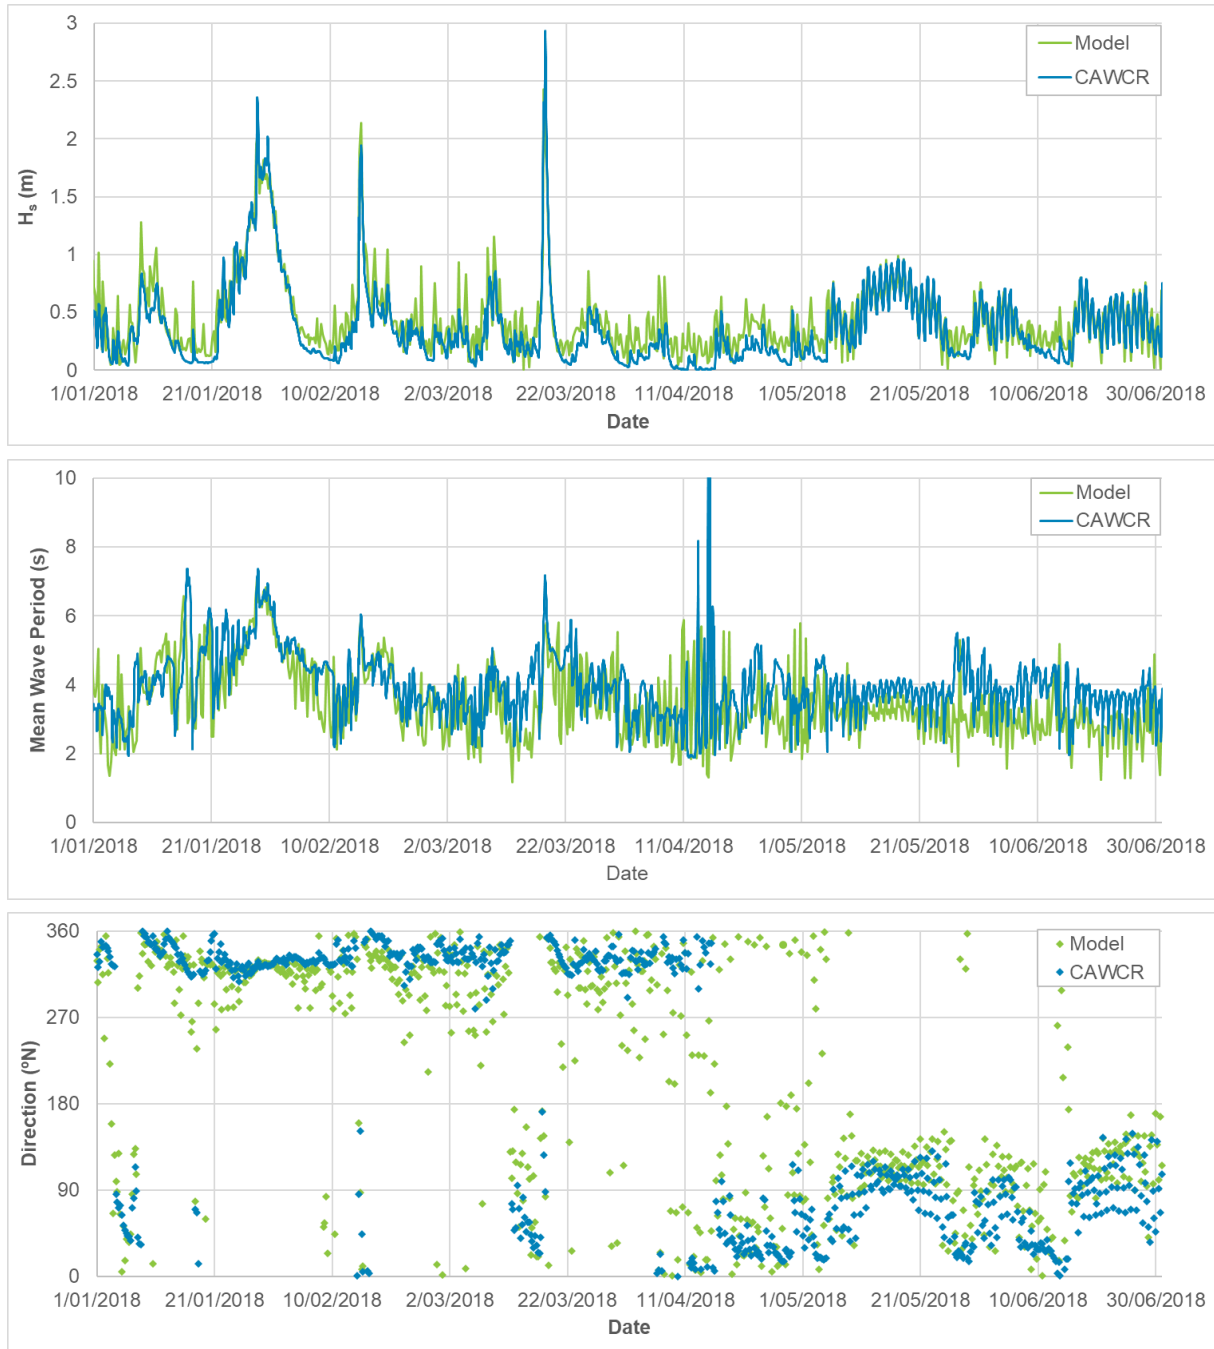 3
2.5
2
1.5
1
0.5
0
Hₛ (m)
Model
CAWCR
1/01/2018 21/01/2018 10/02/2018 2/03/2018 22/03/2018 11/04/2018 1/05/2018 21/05/2018 10/06/2018 30/06/2018
Date
10
8
6
4
2
0
Mean Wave Period (s)
Model
CAWCR
1/01/2018 21/01/2018 10/02/2018 2/03/2018 22/03/2018 11/04/2018 1/05/2018 21/05/2018 10/06/2018 30/06/2018
Date
360
270
180
90
0
Direction (ºN)
Model
CAWCR
1/01/2018 21/01/2018 10/02/2018 2/03/2018 22/03/2018 11/04/2018 1/05/2018 21/05/2018 10/06/2018 30/06/2018
Date